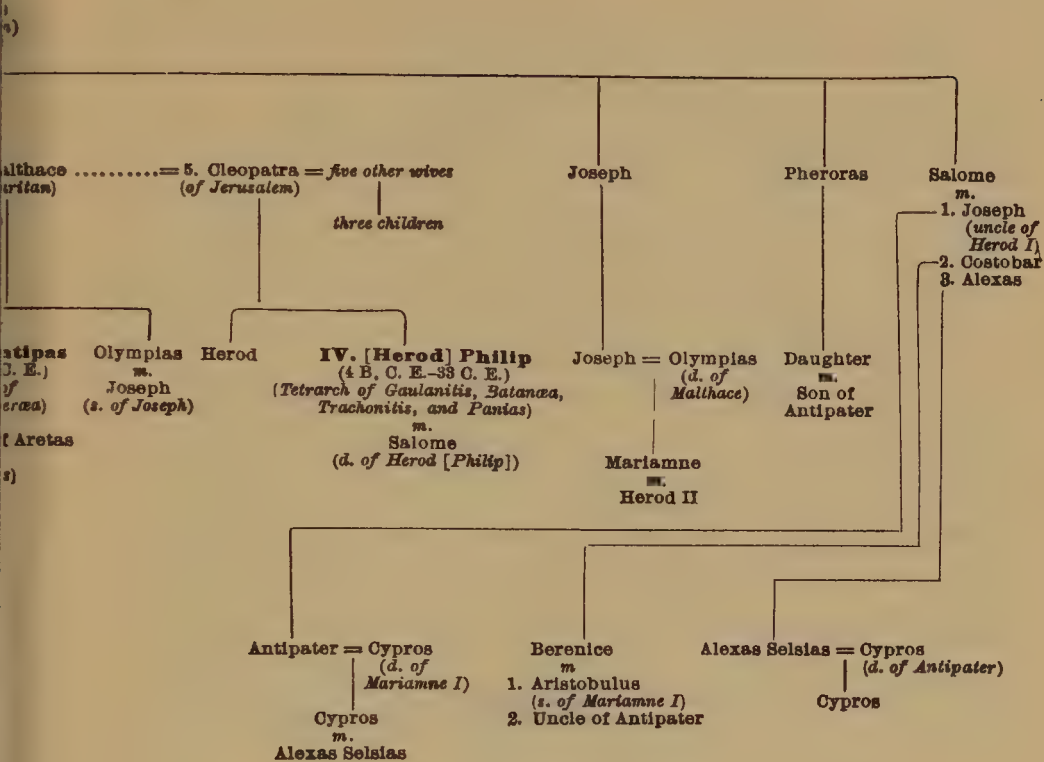 althace ..........= 5. Cleopatra = five other wives
aritan) (of Jerusalem)
three children
Joseph
Pheroras
Salome
m.
1. Joseph
(uncle of
Herod I)
2. Costobar
3. Alexas
atipas
C. E.)
of
eræa)
f Aretas
s)
Olympias
m.
Joseph
(s. of Joseph)
Herod
IV. [Herod] Philip
(4 B. C. E.-33 C. E.)
(Tetrarch of Gaulanitis, Batanæa,
Trachonitis, and Panias)
m.
Salome
(d. of Herod [Philip])
Joseph = Olympias
(d. of
Malthace)
Mariamne
m.
Herod II
Daughter
m.
Son of
Antipater
Antipater = Cypros
(d. of
Mariamne I)
Cypros
m.
Alexas Selsias
Berenice
m
1. Aristobulus
(s. of Mariamne I)
2. Uncle of Antipater
Alexas Selsias = Cypros
(d. of Antipater)
Cypros